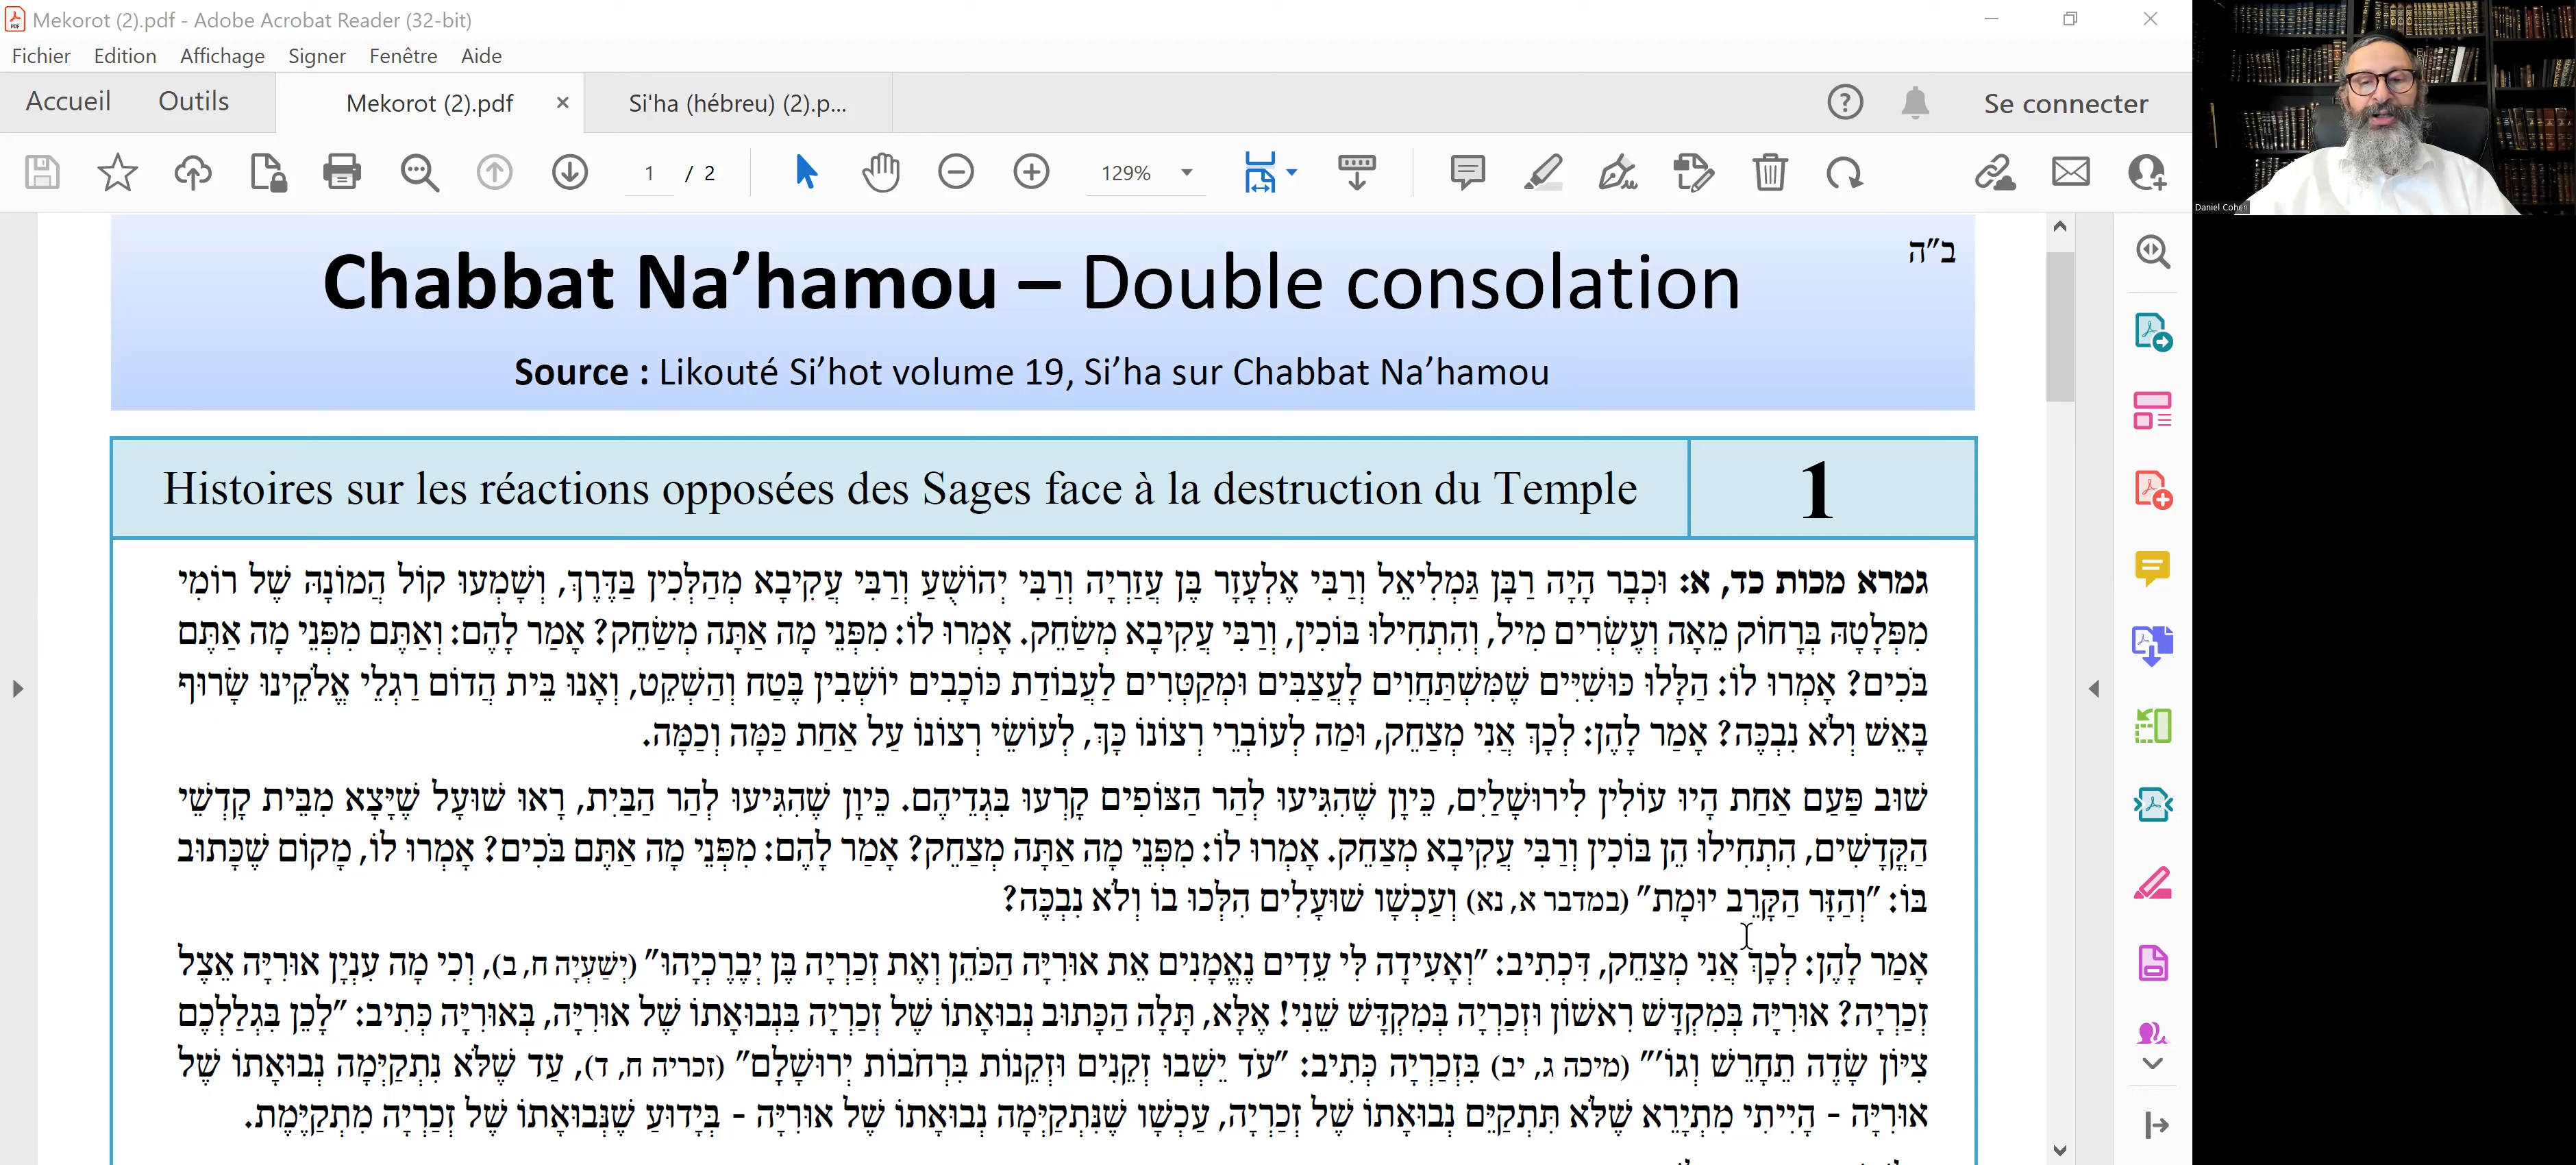 Mekorot (2).pdf - Adobe Acrobat Reader (32-bit)
Fichier Edition Affichage Signer Fenêtre Aide
Accueil Outils Mekorot (2).pdf Si'ha (hébreu) (2).p... Se connecter
1 / 2 129%
Daniel Cohen
ב"ה
Chabbat Na'hamou – Double consolation
Source : Likouté Si'hot volume 19, Si'ha sur Chabbat Na'hamou
Histoires sur les réactions opposées des Sages face à la destruction du Temple 1
גמרא מכות כד, א: וּכְבָר הָיָה רַבָּן גַּמְלִיאֵל וְרַבִּי אֶלְעָזָר בֶּן עֲזַרְיָה וְרַבִּי יְהוֹשֻׁעַ וְרַבִּי עֲקִיבָא מְהַלְּכִין בַּדֶּרֶךְ, וְשָׁמְעוּ קוֹל הֲמוֹנָהּ שֶׁל רוֹמִי
מִפְּלָטָהּ בְּרָחוֹק מֵאָה וְעֶשְׂרִים מִיל, וְהִתְחִילוּ בּוֹכִין, וְרַבִּי עֲקִיבָא מְשַׂחֵק. אָמְרוּ לוֹ: מִפְּנֵי מָה אַתָּה מְשַׂחֵק? אָמַר לָהֶם: וְאַתֶּם מִפְּנֵי מָה אַתֶּם
בֹּכִים? אָמְרוּ לוֹ: הַלָּלוּ כּוּשִׁיִּים שֶׁמִּשְׁתַּחֲוִים לָעֲצַבִּים וּמְקַטְּרִים לַעֲבוֹדַת כּוֹכָבִים יוֹשְׁבִין בֶּטַח וְהַשְׁקֵט, וְאָנוּ בֵּית הֲדוֹם רַגְלֵי אֱלֹקֵינוּ שָׂרוּף
בָּאֵשׁ וְלֹא נִבְכֶּה? אָמַר לָהֶן: לְכָךְ אֲנִי מְצַחֵק, וּמַה לְעוֹבְרֵי רְצוֹנוֹ כָּךְ, לְעוֹשֵׂי רְצוֹנוֹ עַל אַחַת כַּמָּה וְכַמָּה.
שׁוּב פַּעַם אַחַת הָיוּ עוֹלִין לִירוּשָׁלַיִם, כֵּיוָן שֶׁהִגִּיעוּ לְהַר הַצּוֹפִים קָרְעוּ בִּגְדֵיהֶם. כֵּיוָן שֶׁהִגִּיעוּ לְהַר הַבַּיִת, רָאוּ שׁוּעָל שֶׁיָּצָא מִבֵּית קָדְשֵׁי
הַקֳּדָשִׁים, הִתְחִילוּ הֵן בּוֹכִין וְרַבִּי עֲקִיבָא מְצַחֵק. אָמְרוּ לוֹ: מִפְּנֵי מָה אַתָּה מְצַחֵק? אָמַר לָהֶם: מִפְּנֵי מָה אַתֶּם בֹּכִים? אָמְרוּ לוֹ, מָקוֹם שֶׁכָּתוּב
בּוֹ: "וְהַזָּר הַקָּרֵב יוּמָת" (במדבר א, נא) וְעַכְשָׁו שׁוּעָלִים הִלְּכוּ בוֹ וְלֹא נִבְכֶּה?
אָמַר לָהֶן: לְכָךְ אֲנִי מְצַחֵק, דִּכְתִיב: "וְאָעִידָה לִּי עֵדִים נֶאֱמָנִים אֵת אוּרִיָּה הַכֹּהֵן וְאֶת זְכַרְיָה בֶּן יְבֶרֶכְיָהוּ" (יְשַׁעְיָה ח, ב), וְכִי מָה עִנְיַן אוּרִיָּה אֵצֶל
זְכַרְיָה? אוּרִיָּה בְּמִקְדָּשׁ רִאשׁוֹן וּזְכַרְיָה בְּמִקְדָּשׁ שֵׁנִי! אֶלָּא, תָּלָה הַכָּתוּב נְבוּאָתוֹ שֶׁל זְכַרְיָה בִּנְבוּאָתוֹ שֶׁל אוּרִיָּה, בְּאוּרִיָּה כְּתִיב: "לָכֵן בִּגְלַלְכֶם
צִיּוֹן שָׂדֶה תֵחָרֵשׁ וְגוֹ'" (מיכה ג, יב) בִּזְכַרְיָה כְּתִיב: "עֹד יֵשְׁבוּ זְקֵנִים וּזְקֵנוֹת בִּרְחֹבוֹת יְרוּשָׁלָםִ" (זכריה ח, ד), עַד שֶׁלֹּא נִתְקַיְּמָה נְבוּאָתוֹ שֶׁל
אוּרִיָּה - הָיִיתִי מִתְיָרֵא שֶׁלֹּא תִּתְקַיֵּם נְבוּאָתוֹ שֶׁל זְכַרְיָה, עַכְשָׁו שֶׁנִּתְקַיְּמָה נְבוּאָתוֹ שֶׁל אוּרִיָּה - בְּיָדוּעַ שֶׁנְּבוּאָתוֹ שֶׁל זְכַרְיָה מִתְקַיֶּמֶת.